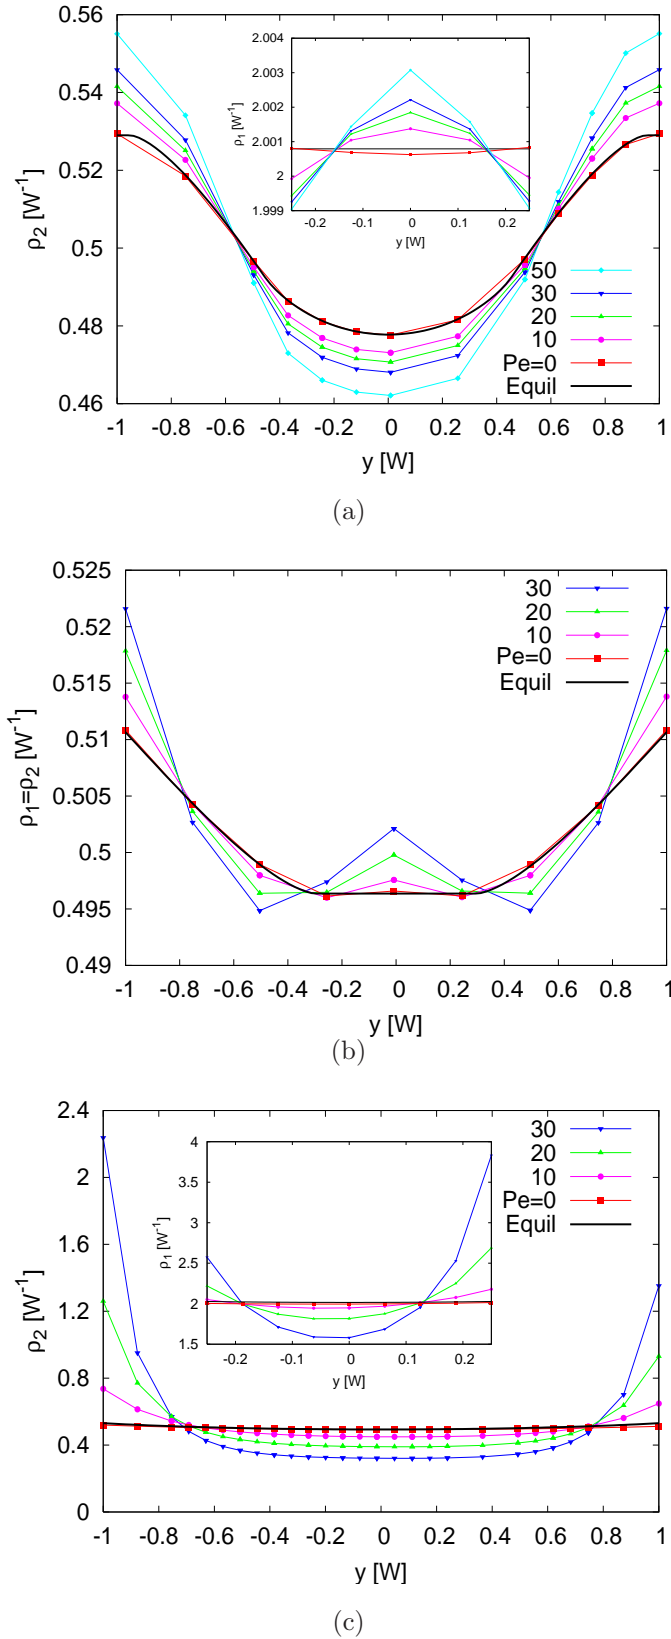 0.56
0.54
0.52
0.5
0.48
0.46
ρ2 [W-1]
-1 -0.8 -0.6 -0.4 -0.2 0 0.2 0.4 0.6 0.8 1
y [W]
2.004
2.003
2.002
2.001
2
1.999
ρ1 [W-1]
-0.2 -0.1 0 0.1 0.2
y [W]
50
30
20
10
Pe=0
Equil
(a)
0.525
0.52
0.515
0.51
0.505
0.5
0.495
0.49
ρ1=ρ2 [W-1]
-1 -0.8 -0.6 -0.4 -0.2 0 0.2 0.4 0.6 0.8 1
y [W]
30
20
10
Pe=0
Equil
(b)
2.4
2
1.6
1.2
0.8
0.4
0
ρ2 [W-1]
-1 -0.8 -0.6 -0.4 -0.2 0 0.2 0.4 0.6 0.8 1
y [W]
4
3.5
3
2.5
2
1.5
ρ1 [W-1]
-0.2 -0.1 0 0.1 0.2
y [W]
30
20
10
Pe=0
Equil
(c)